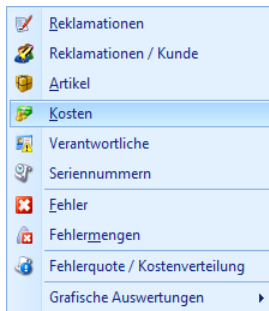 Reklamationen
Reklamationen / Kunde
Artikel
Kosten
Verantwortliche
Seriennummern
Fehler
Fehlermengen
Fehlerquote / Kostenverteilung
Grafische Auswertungen